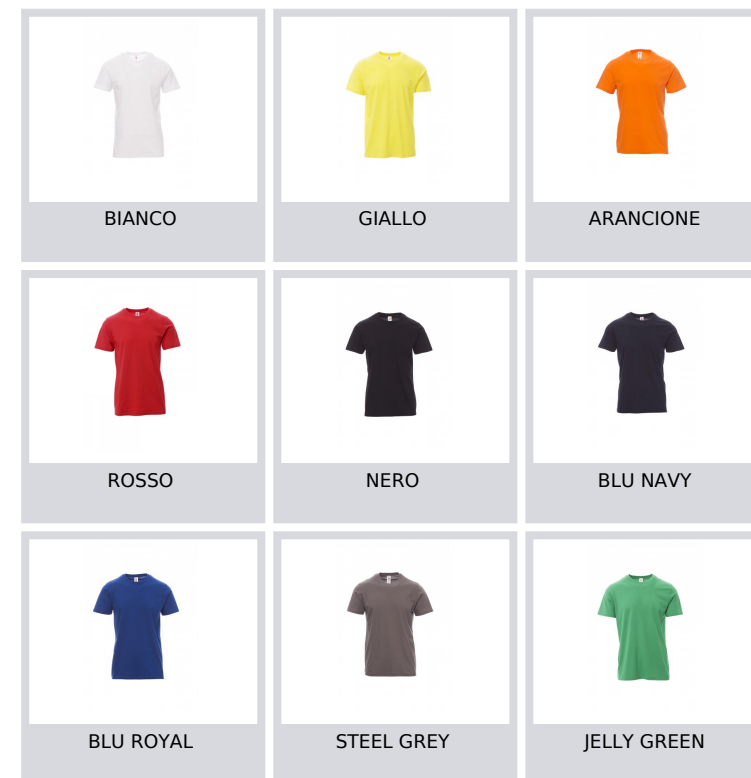 BIANCO
GIALLO
ARANCIONE
ROSSO
NERO
BLU NAVY
BLU ROYAL
STEEL GREY
JELLY GREEN